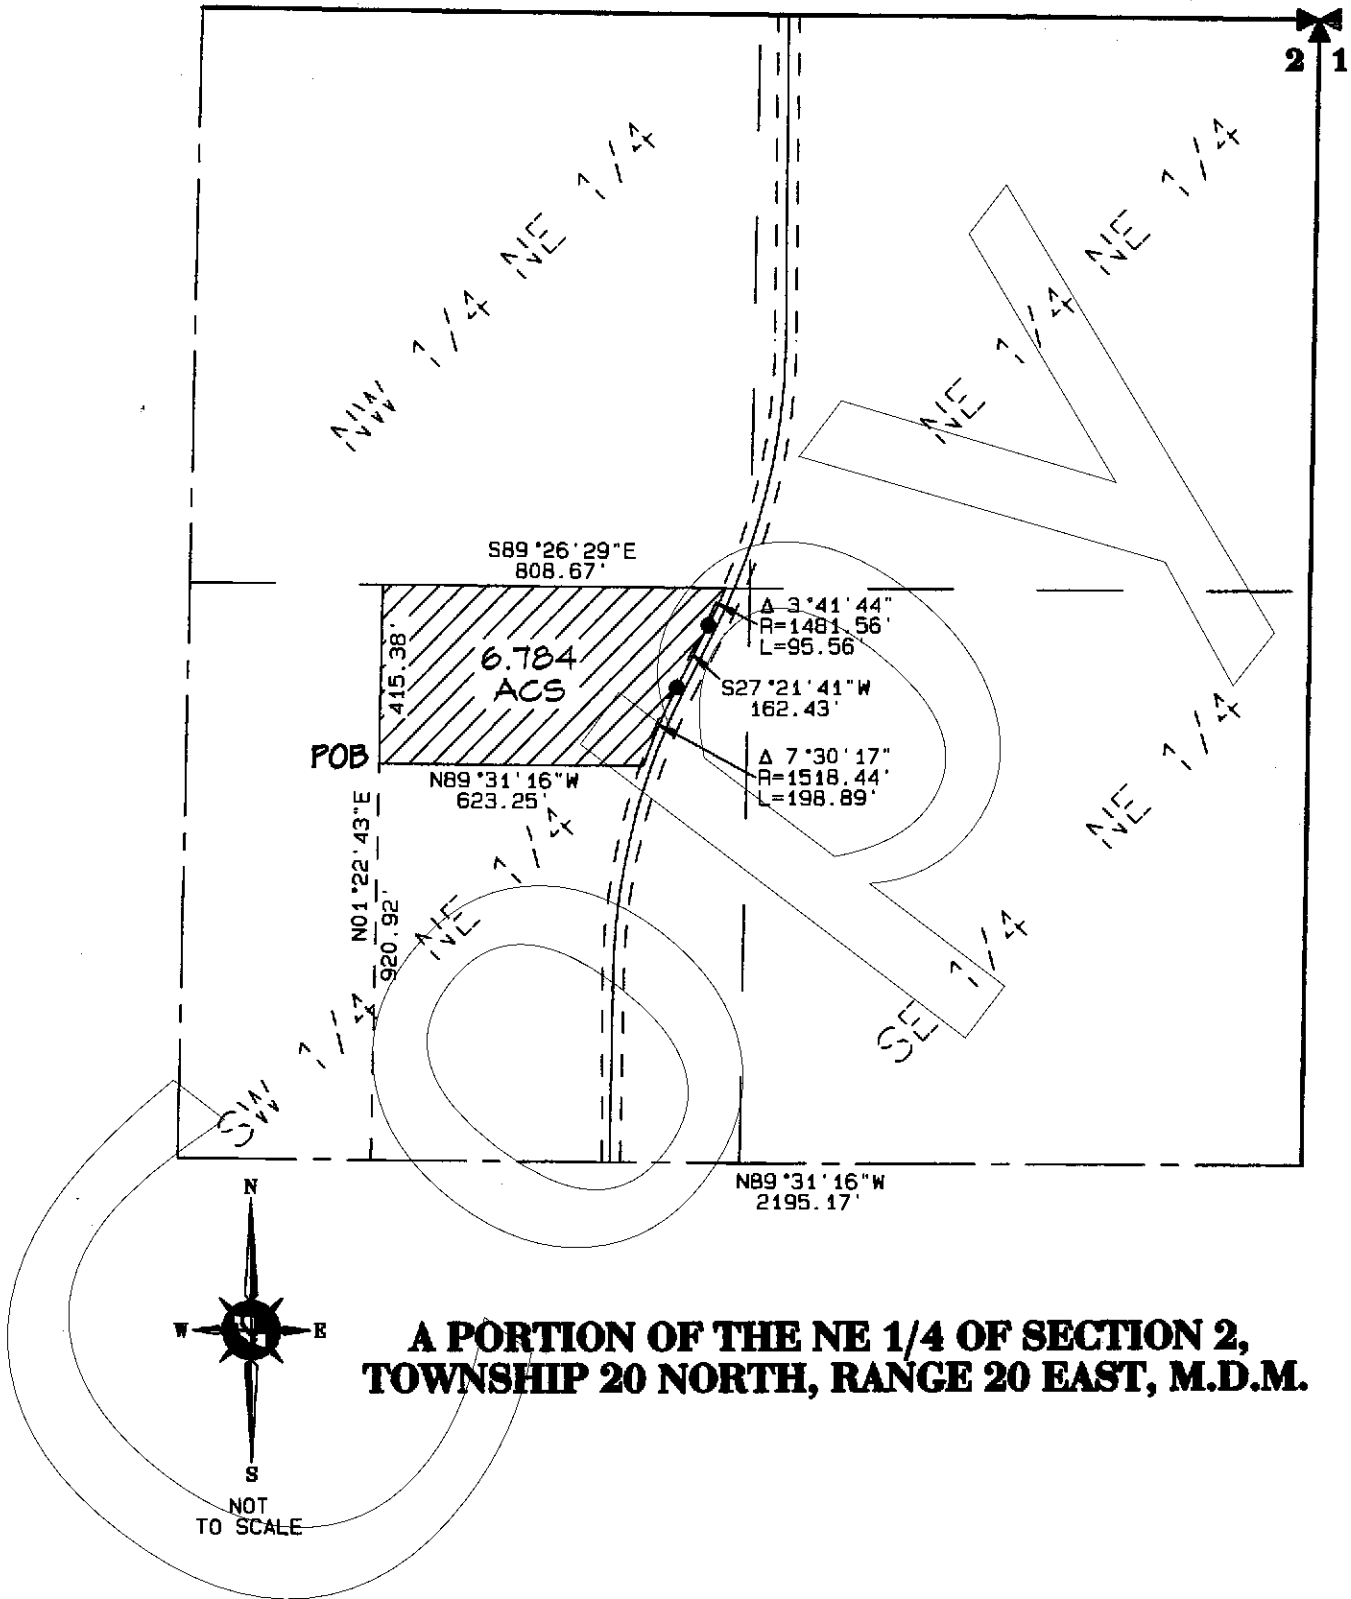 2 1
NW 1/4 NE 1/4
NE 1/4 NE 1/4
S89°26'29"E
808.67'
Δ 3°41'44"
R=1481.56'
L=95.56'
415.38'
6.784
ACS
S27°21'41"W
162.43'
POB
N89°31'16"W
623.25'
Δ 7°30'17"
R=1518.44'
L=198.89'
N01°22'43"E
920.92'
SW 1/4 NE 1/4
SE 1/4 NE 1/4
N89°31'16"W
2195.17'
COPY
N
W E
S
NOT
TO SCALE
A PORTION OF THE NE 1/4 OF SECTION 2,
TOWNSHIP 20 NORTH, RANGE 20 EAST, M.D.M.